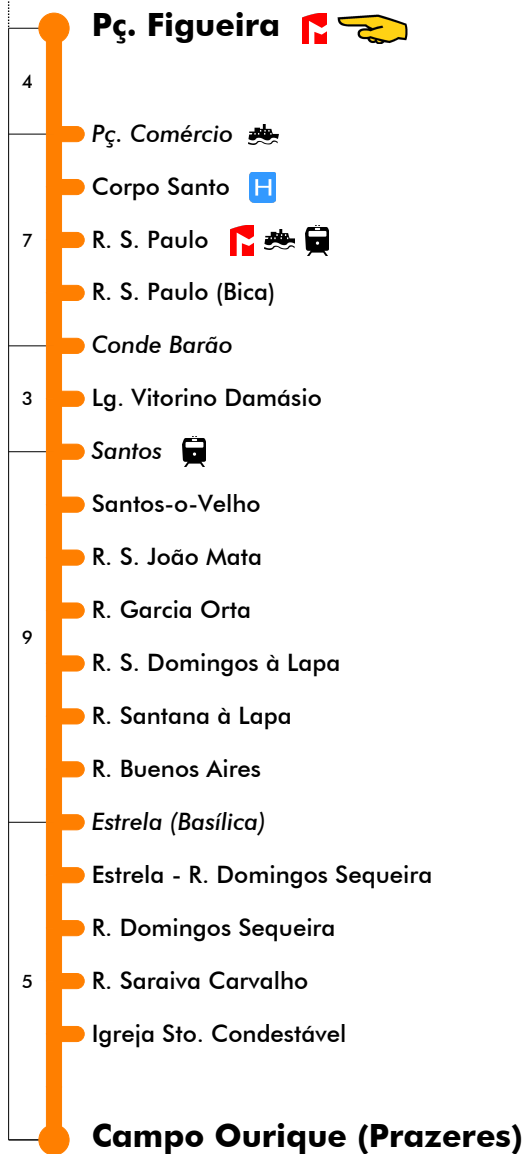 Pç. Figueira
4
Pç. Comércio
Corpo Santo H
7 R. S. Paulo
R. S. Paulo (Bica)
Conde Barão
3 Lg. Vitorino Damásio
Santos
Santos-o-Velho
R. S. João Mata
R. Garcia Orta
9
R. S. Domingos à Lapa
R. Santana à Lapa
R. Buenos Aires
Estrela (Basílica)
Estrela - R. Domingos Sequeira
R. Domingos Sequeira
5 R. Saraiva Carvalho
Igreja Sto. Condestável
Campo Ourique (Prazeres)